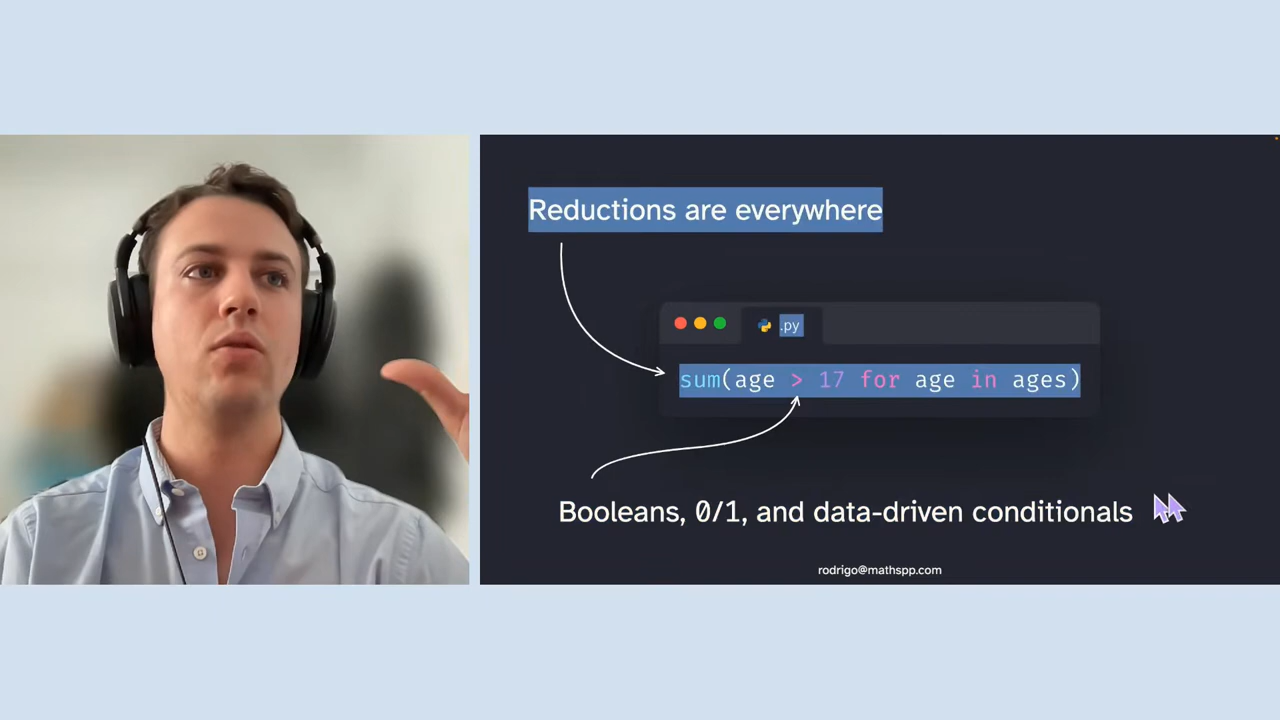 Reductions are everywhere
.py
sum(age > 17 for age in ages)
Booleans, 0/1, and data-driven conditionals
rodrigo@mathspp.com